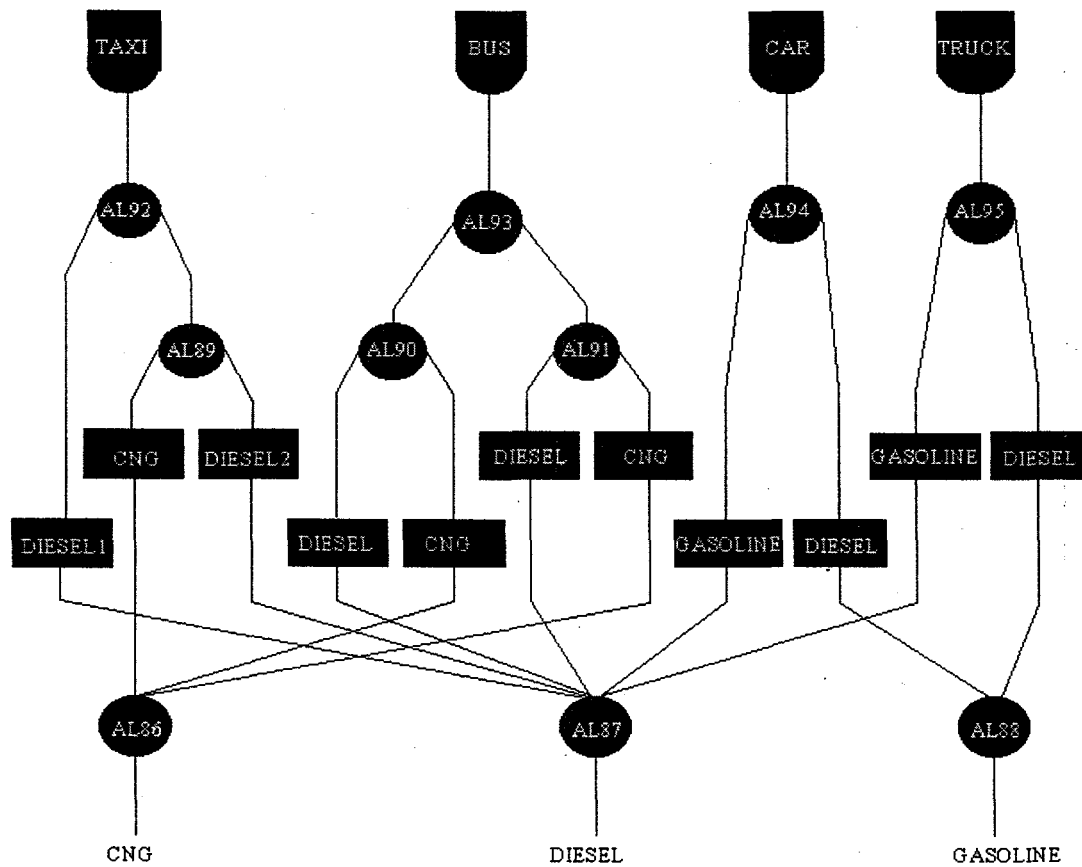 TAXI
BUS
CAR
TRUCK
AL92
AL93
AL94
AL95
AL89
AL90
AL91
CNG
DIESEL2
DIESEL
CNG
GASOLINE
DIESEL
DIESEL1
DIESEL
CNG
GASOLINE
DIESEL
AL86
AL87
AL88
CNG
DIESEL
GASOLINE